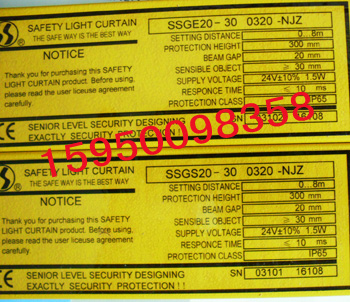 SAFETY LIGHT CURTAIN
THE SAFE WAY IS THE BEST WAY
SSGE20-30 0320-NJZ
NOTICE
Thank you for purchasing this SAFETY
LIGHT CURTAIN product. Before using,
please read the user liceuse agreement
carefully.
SETTING DISTANCE 0...8m
PROTECTION HEIGHT 300 mm
BEAM GAP 20 mm
SENSIBLE OBJECT ≥ 30 mm
SUPPLY VOLTAGE 24V±10% 1.5W
RESPONCE TIME ≤ 10 ms
PROTECTION CLASS IP65
CE SENIOR LEVEL SECURITY DESIGNING
EXACTLY SECURITY PROTECTION!
SN 03102 16108
15950098358
SAFETY LIGHT CURTAIN
THE SAFE WAY IS THE BEST WAY
SSGS20-30 0320-NJZ
NOTICE
Thank you for purchasing this SAFETY
LIGHT CURTAIN product. Before using,
please read the user liceuse agreement
carefully.
SETTING DISTANCE 0...8m
PROTECTION HEIGHT 300 mm
BEAM GAP 20 mm
SENSIBLE OBJECT ≥ 30 mm
SUPPLY VOLTAGE 24V±10% 1.5W
RESPONCE TIME ≤ 10 ms
PROTECTION CLASS IP65
CE SENIOR LEVEL SECURITY DESIGNING
EXACTLY SECURITY PROTECTION!
SN 03101 16108